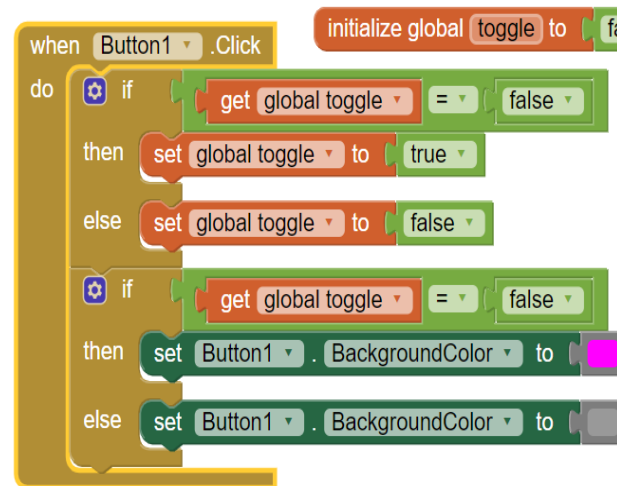 initialize global toggle to fa
when Button1 .Click
do if get global toggle = false
then set global toggle to true
else set global toggle to false
if get global toggle = false
then set Button1 . BackgroundColor to
else set Button1 . BackgroundColor to